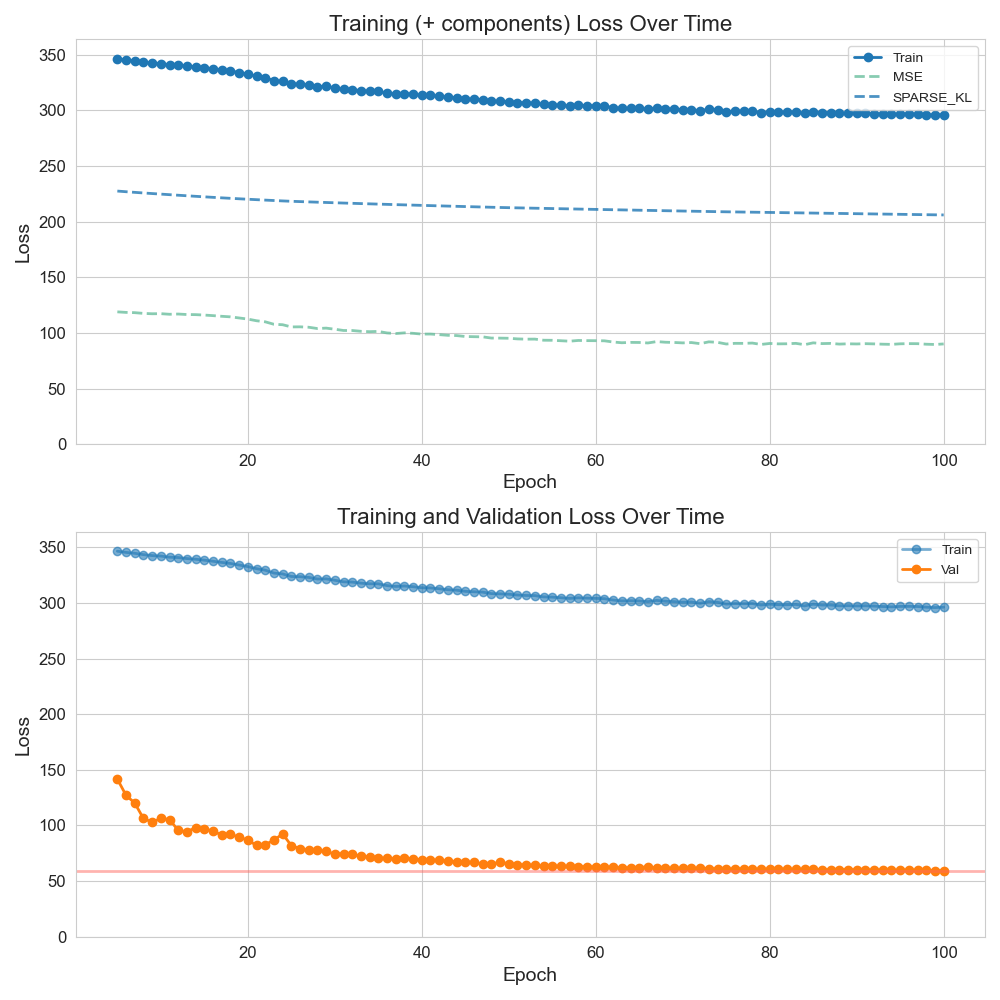 Training (+ components) Loss Over Time
350
300
250
200
150
100
50
0
Loss
Train
MSE
SPARSE_KL
20
40
60
80
100
Epoch
Training and Validation Loss Over Time
350
300
250
200
150
100
50
0
Loss
Train
Val
20
40
60
80
100
Epoch